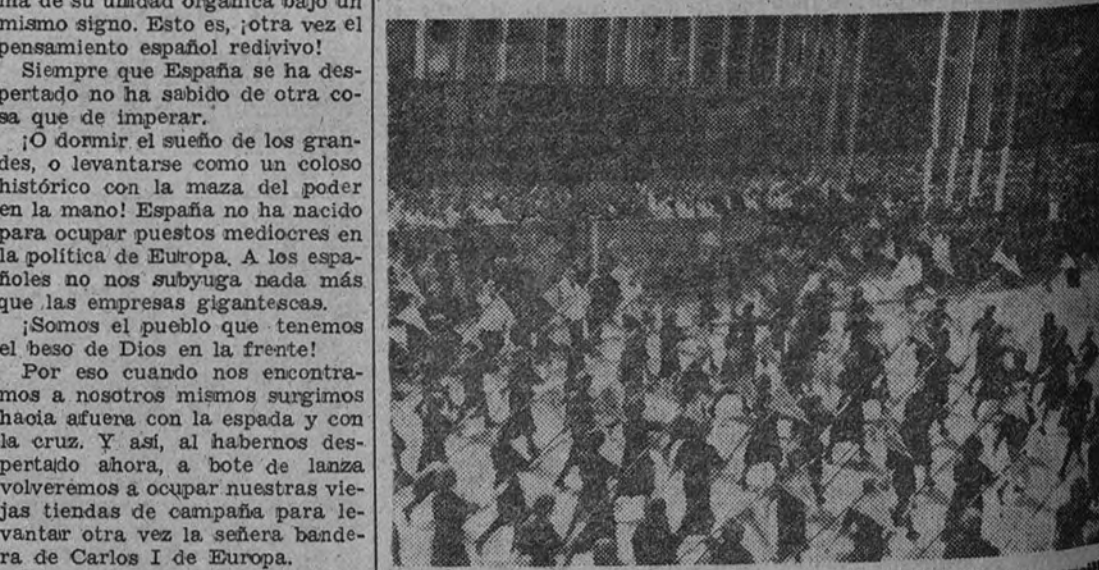 ma de su unidad orgánica bajo un
mismo signo. Esto es, ¡otra vez el
pensamiento español redivivo!
Siempre que España se ha des-
pertado no ha sabido de otra co-
sa que de imperar.
¡O dormir el sueño de los gran-
des, o levantarse como un coloso
histórico con la maza del poder
en la mano! España no ha nacido
para ocupar puestos mediocres en
la política de Europa. A los espa-
ñoles no nos subyuga nada más
que las empresas gigantescas.
¡Somos el pueblo que tenemos
el beso de Dios en la frente!
Por eso cuando nos encontra-
mos a nosotros mismos surgimos
hacia afuera con la espada y con
la cruz. Y así, al habernos des-
pertado ahora, a bote de lanza
volveremos a ocupar nuestras vie-
jas tiendas de campaña para le-
vantar otra vez la señera bande-
ra de Carlos I de Europa.